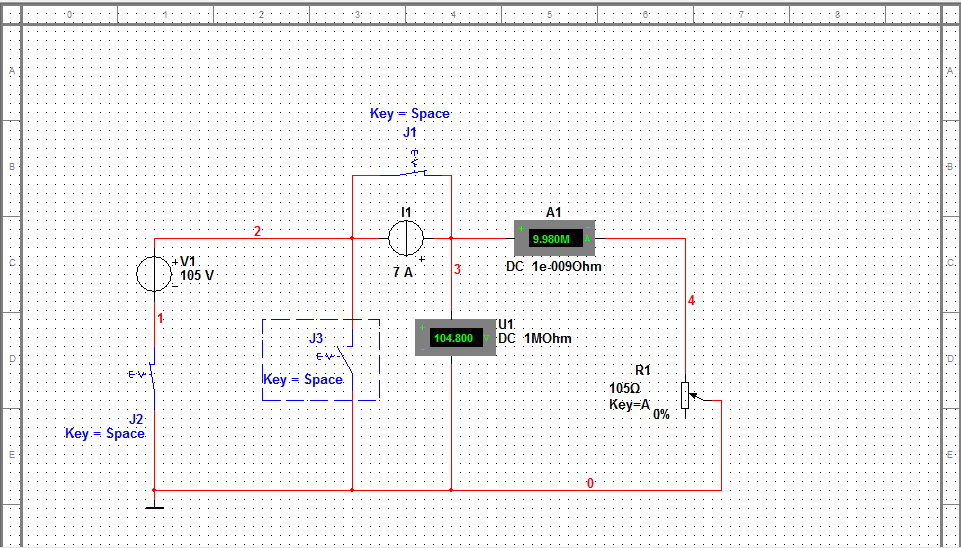 0 1 2 3 4 5 6 7 8
A A
Key = Space
J1
B B
I1
A1
2
+
9.980M A
V1
105 V
+
7 A
3
DC 1e-009Ohm
C C
4
1
U1
104.800 V
DC 1MOhm
J3
D D
Key = Space
R1
105Ω
Key=A
0%
J2
Key = Space
E E
0